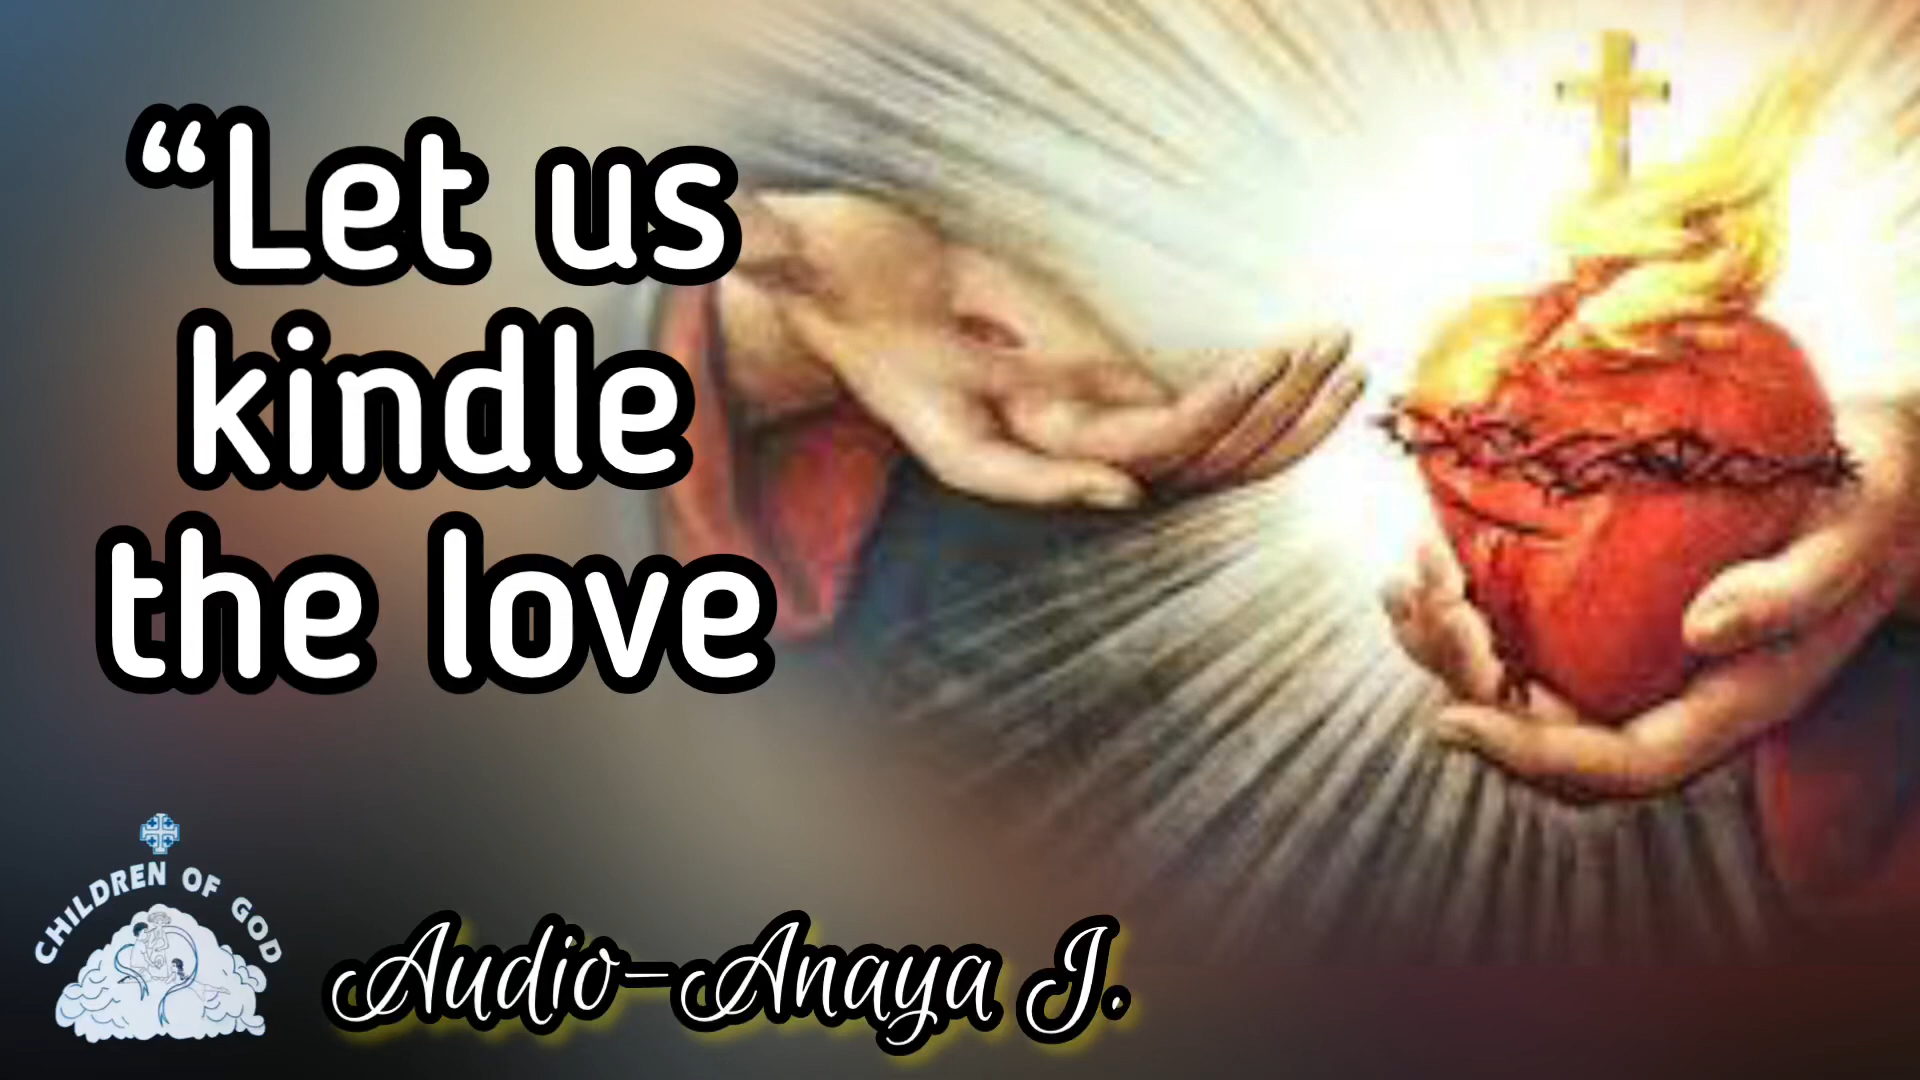 “Let us
kindle
the love
CHiLDREN OF GOD
Audio-Anaya J.